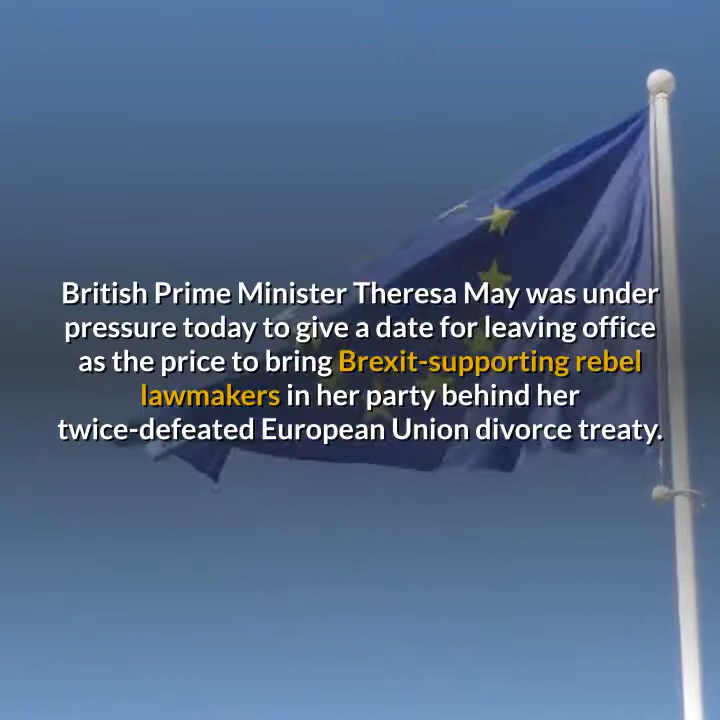 British Prime Minister Theresa May was under
pressure today to give a date for leaving office
as the price to bring Brexit-supporting rebel
lawmakers in her party behind her
twice-defeated European Union divorce treaty.